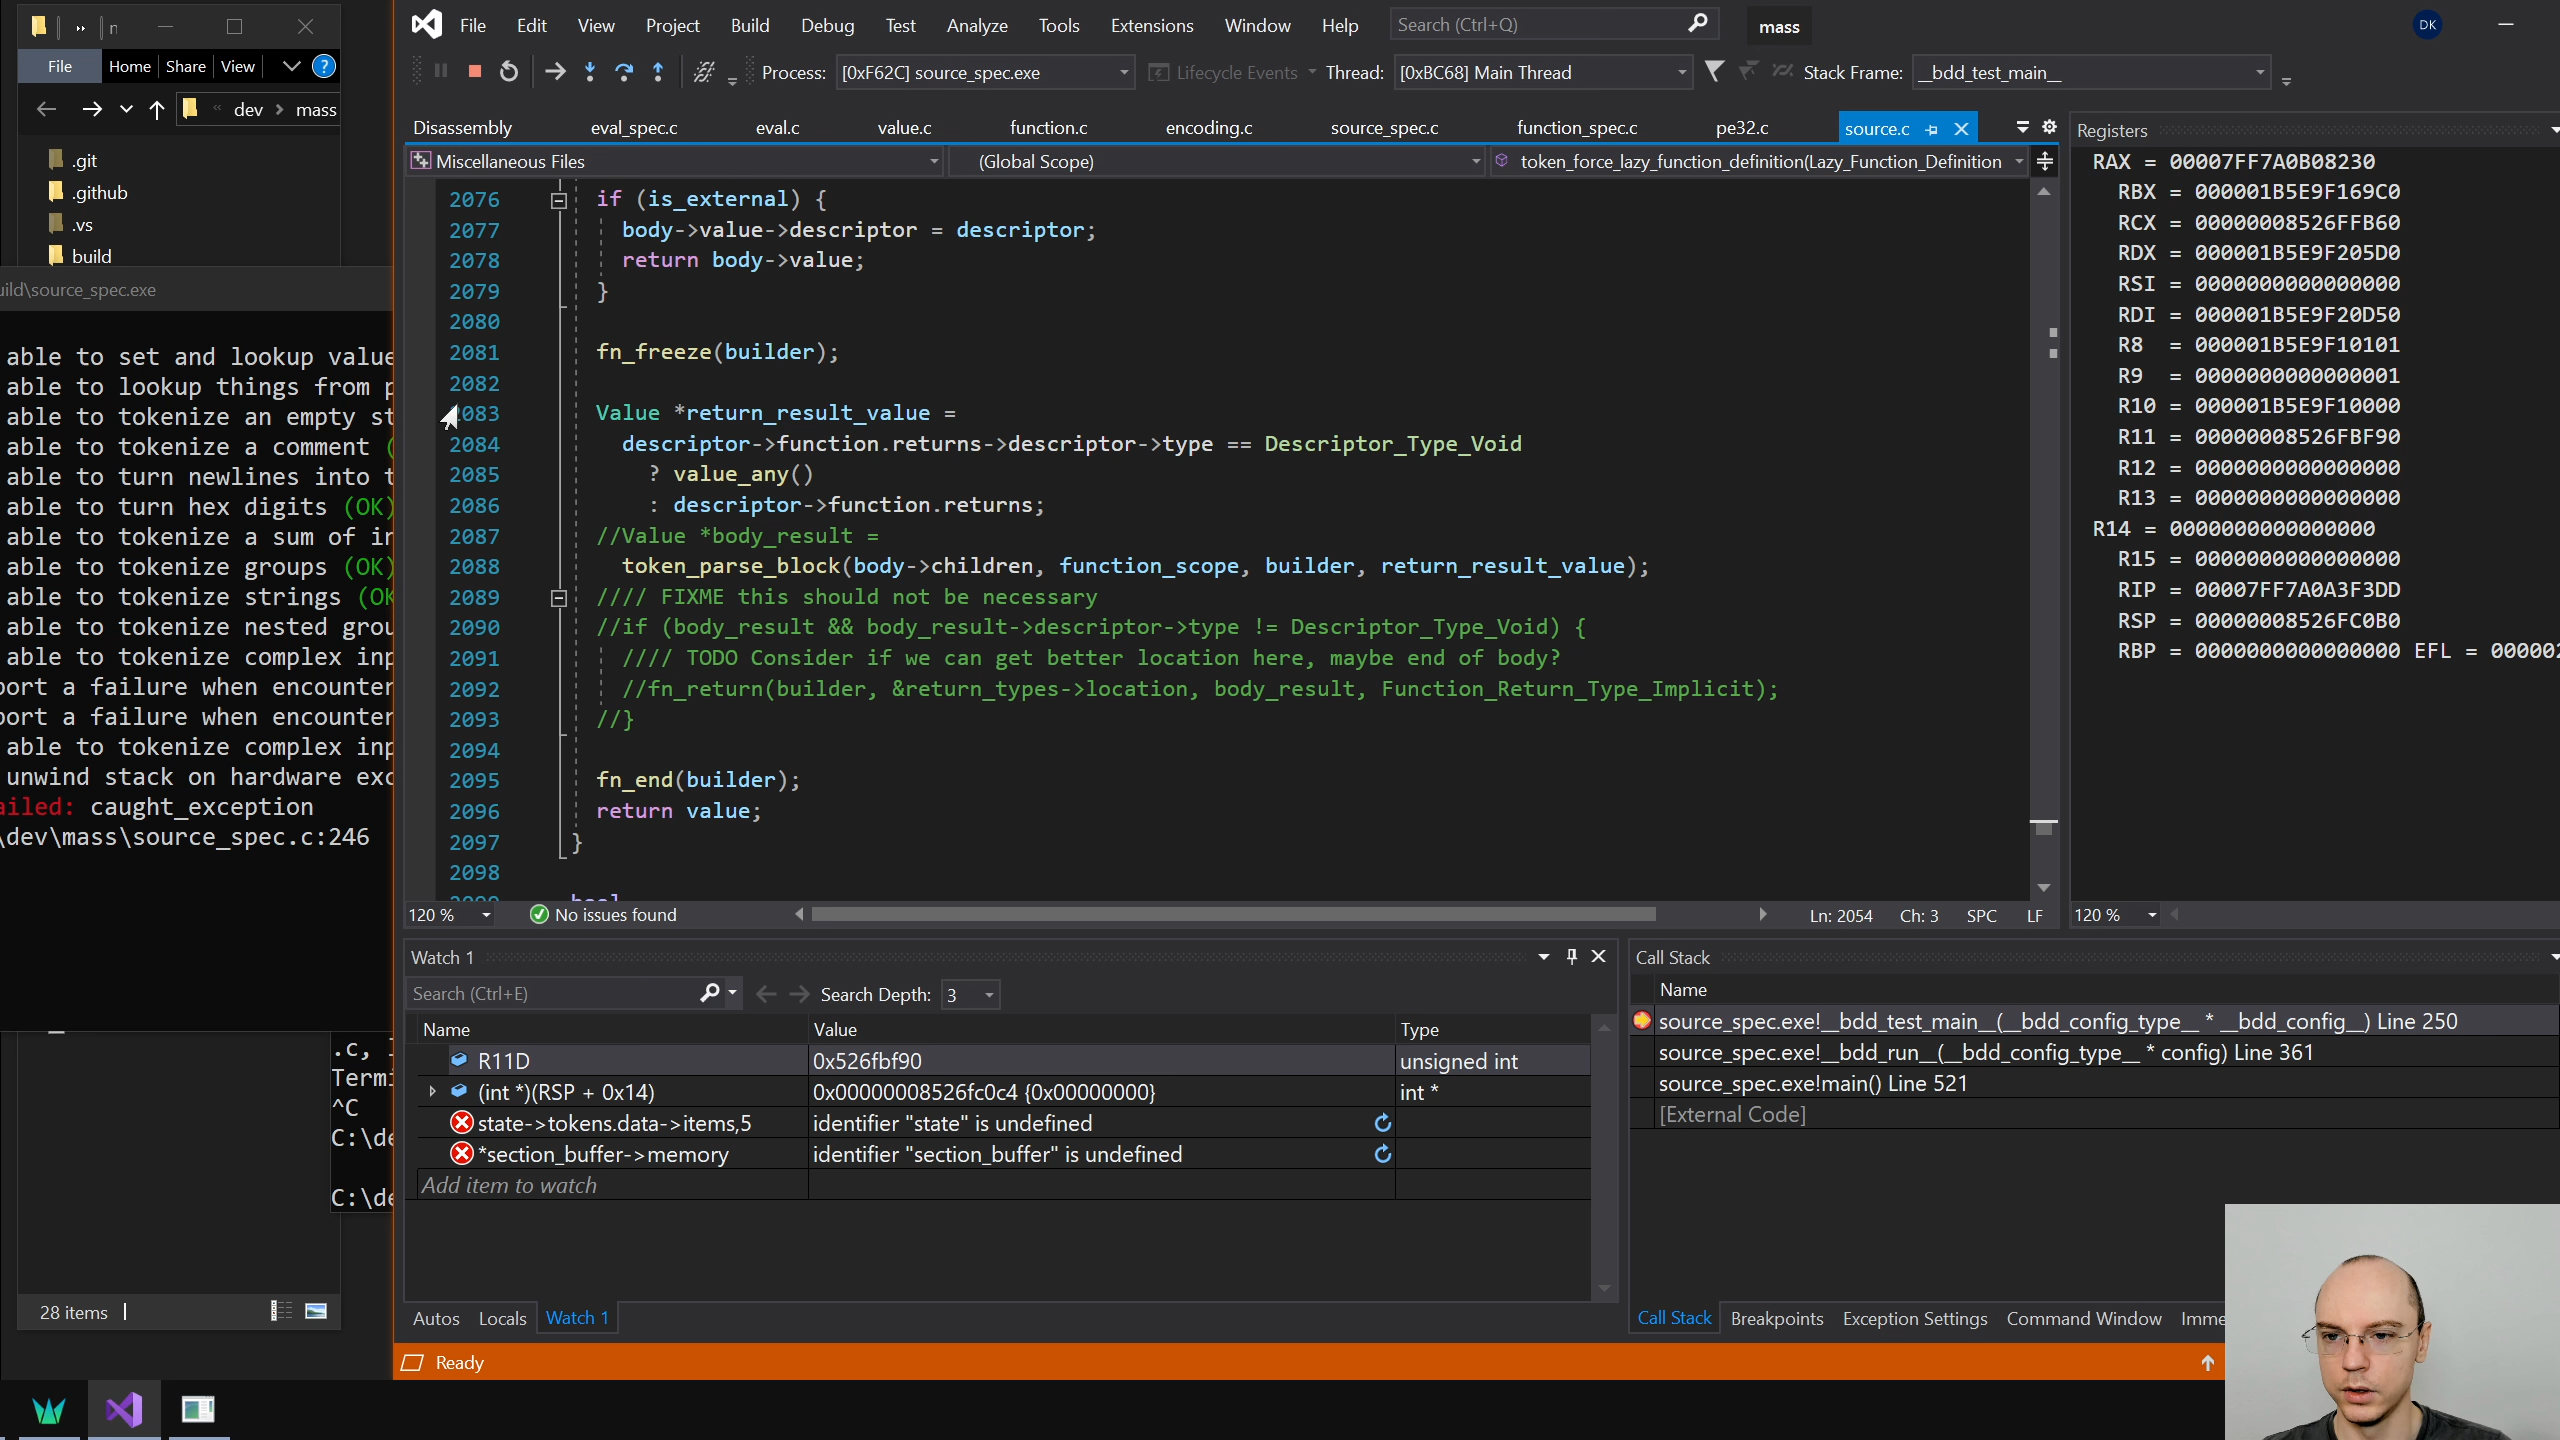 File Edit View Project Build Debug Test Analyze Tools Extensions Window Help Search (Ctrl+Q) mass DK
File Home Share View
Process: [0xF62C] source_spec.exe Lifecycle Events Thread: [0xBC68] Main Thread Stack Frame: __bdd_test_main__
dev mass
.git
.github
.vs
build
Disassembly eval_spec.c eval.c value.c function.c encoding.c source_spec.c function_spec.c pe32.c source.c
Miscellaneous Files (Global Scope) token_force_lazy_function_definition(Lazy_Function_Definition
2076 if (is_external) {
2077 body->value->descriptor = descriptor;
2078 return body->value;
2079 }
2080
2081 fn_freeze(builder);
2082
2083 Value *return_result_value =
2084 descriptor->function.returns->descriptor->type == Descriptor_Type_Void
2085 ? value_any()
2086 : descriptor->function.returns;
2087 //Value *body_result =
2088 token_parse_block(body->children, function_scope, builder, return_result_value);
2089 //// FIXME this should not be necessary
2090 //if (body_result && body_result->descriptor->type != Descriptor_Type_Void) {
2091 //// TODO Consider if we can get better location here, maybe end of body?
2092 //fn_return(builder, &return_types->location, body_result, Function_Return_Type_Implicit);
2093 //}
2094
2095 fn_end(builder);
2096 return value;
2097 }
2098
120 % No issues found Ln: 2054 Ch: 3 SPC LF
Registers
RAX = 00007FF7A0B08230
RBX = 000001B5E9F169C0
RCX = 00000008526FFB60
RDX = 000001B5E9F205D0
RSI = 0000000000000000
RDI = 000001B5E9F20D50
R8 = 000001B5E9F10101
R9 = 0000000000000001
R10 = 000001B5E9F10000
R11 = 00000008526FBF90
R12 = 0000000000000000
R13 = 0000000000000000
R14 = 0000000000000000
R15 = 0000000000000000
RIP = 00007FF7A0A3F3DD
RSP = 00000008526FC0B0
RBP = 0000000000000000 EFL =
120 %
\source_spec.exe
able to set and lookup
able to lookup things from
able to tokenize an empty
able to tokenize a comment (
able to turn newlines into
able to turn hex digits (OK)
able to tokenize a sum of
able to tokenize groups (OK)
able to tokenize strings (OK
able to tokenize nested
able to tokenize complex
a failure when
a failure when
able to tokenize complex
unwind stack on hardware
caught_exception
\dev\mass\source_spec.c:246
.c,
^C
28 items
Watch 1
Search (Ctrl+E) Search Depth: 3
Name Value Type
R11D 0x526fbf90 unsigned int
(int *)(RSP + 0x14) 0x00000008526fc0c4 {0x00000000} int *
state->tokens.data->items,5 identifier "state" is undefined
*section_buffer->memory identifier "section_buffer" is undefined
Add item to watch
Autos Locals Watch 1
Call Stack
Name
source_spec.exe!__bdd_test_main__(__bdd_config_type__ * __bdd_config__) Line 250
source_spec.exe!__bdd_run__(__bdd_config_type__ * config) Line 361
source_spec.exe!main() Line 521
[External Code]
Call Stack Breakpoints Exception Settings Command Window
Ready